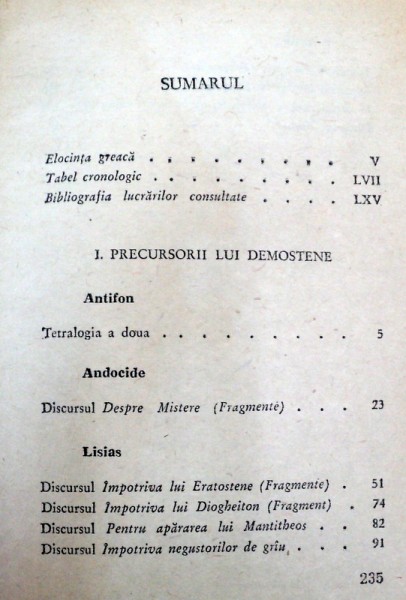 SUMARUL
Elocința greacă . . . . . . . . . V
Tabel cronologic . . . . . . . . . LVII
Bibliografia lucrărilor consultate . . . . LXV
I. PRECURSORII LUI DEMOSTENE
Antifon
Tetralogia a doua . . . . . . . . . 5
Andocide
Discursul Despre Mistere (Fragmente) . . . 23
Lisias
Discursul Împotriva lui Eratostene (Fragmente) . 51
Discursul Împotriva lui Diogheiton (Fragment) . 74
Discursul Pentru apărarea lui Mantitheos . . 82
Discursul Împotriva negustorilor de grîu . . . 91
235